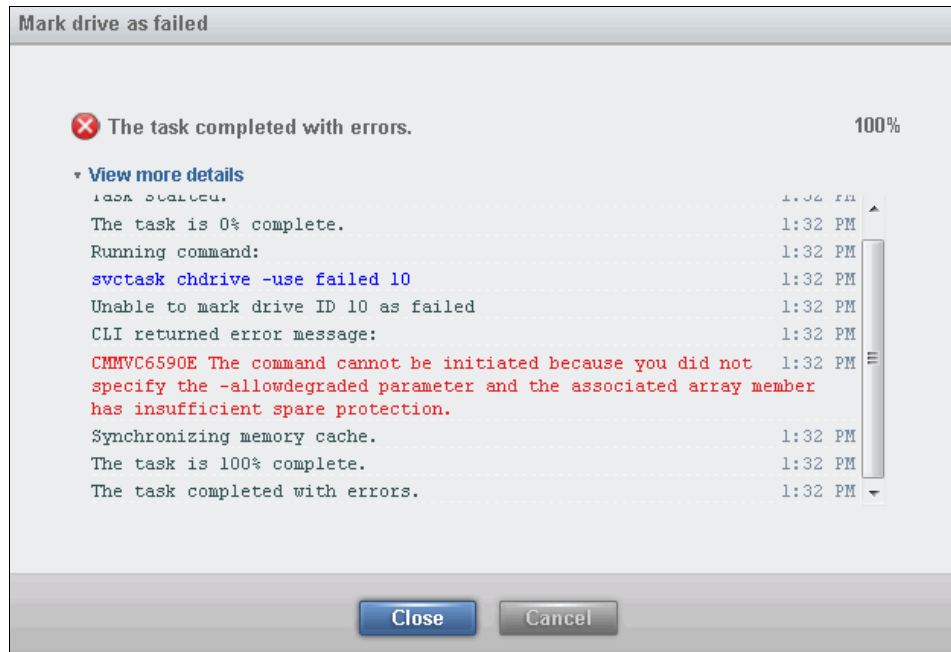 Mark drive as failed
The task completed with errors. 100%
View more details
Task started. 1:32 PM
The task is 0% complete. 1:32 PM
Running command: 1:32 PM
svctask chdrive -use failed 10 1:32 PM
Unable to mark drive ID 10 as failed 1:32 PM
CLI returned error message: 1:32 PM
CMMVC6590E The command cannot be initiated because you did not 1:32 PM
specify the -allowdegraded parameter and the associated array member
has insufficient spare protection.
Synchronizing memory cache. 1:32 PM
The task is 100% complete. 1:32 PM
The task completed with errors. 1:32 PM
Close Cancel